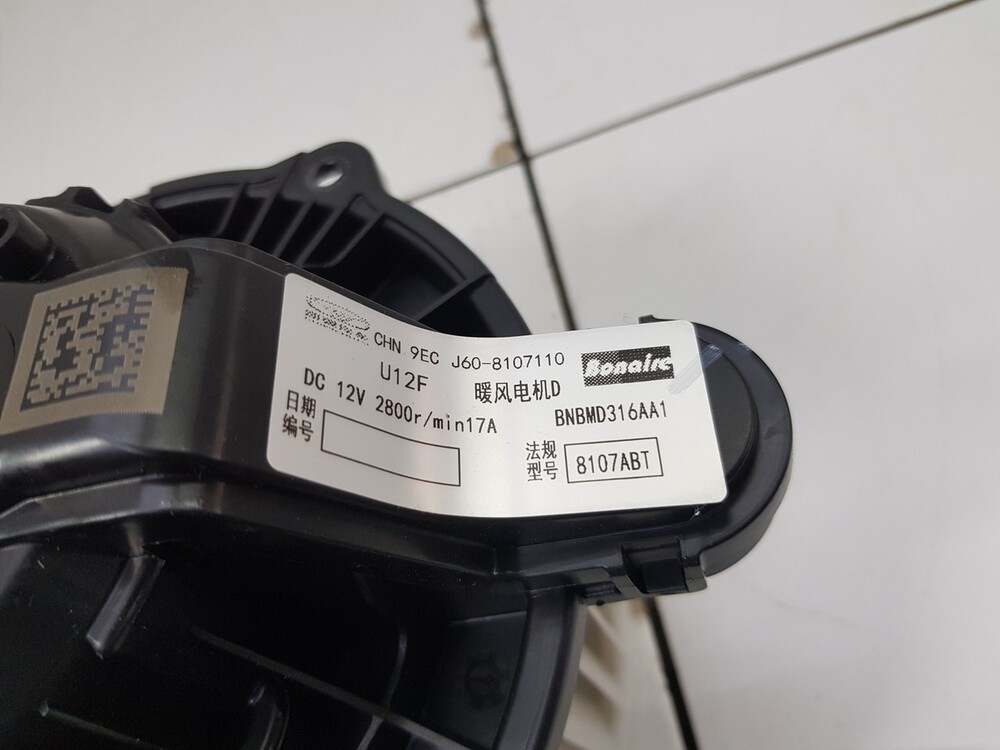 CHN 9EC J60-8107110
Bonaire
U12F
暖风电机D
DC 12V 2800r/min17A
BNBMD316AA1
日期
编号
法规
型号
8107ABT